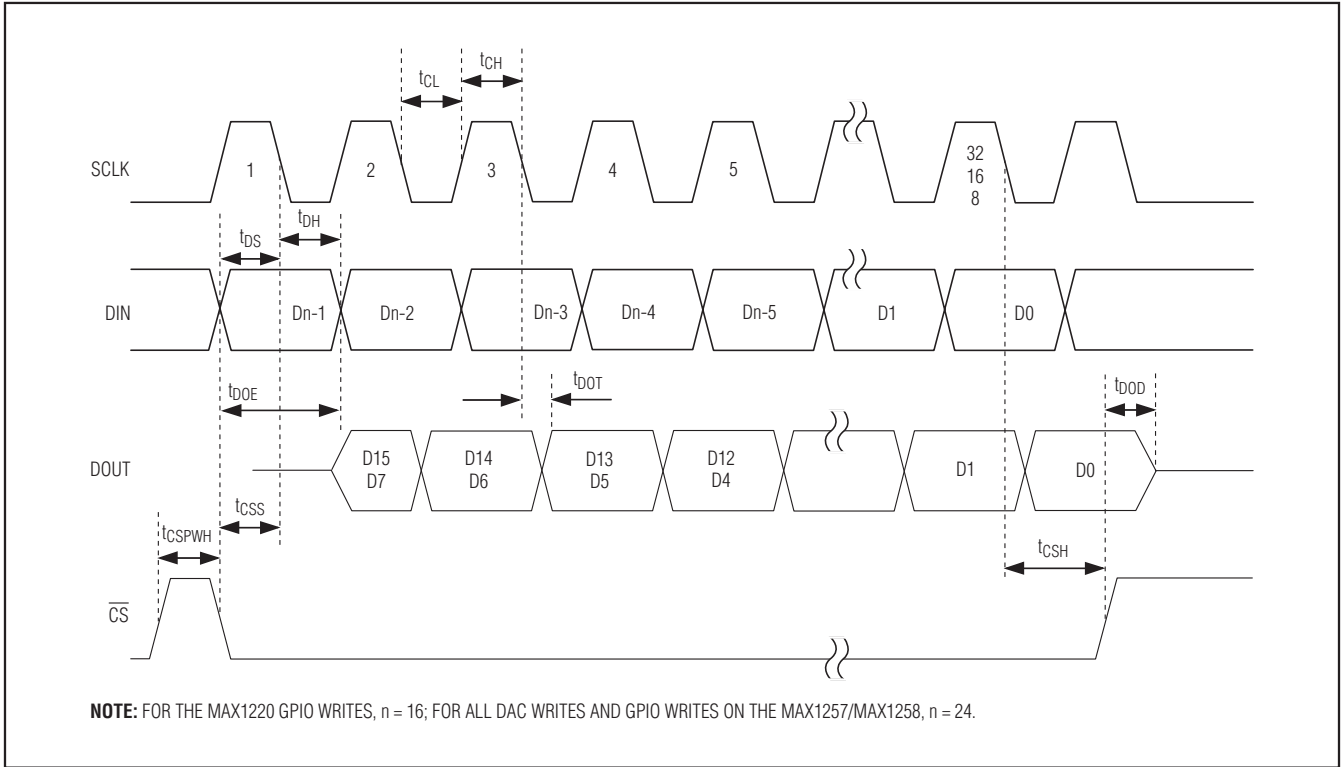 tCL
tCH
SCLK
1
2
3
4
5
32
16
8
tDH
tDS
DIN
Dn-1
Dn-2
Dn-3
Dn-4
Dn-5
D1
D0
tDOE
tDOT
tDOD
DOUT
D15
D7
D14
D6
D13
D5
D12
D4
D1
D0
tCSS
tCSPWH
tCSH
CS
NOTE: FOR THE MAX1220 GPIO WRITES, n = 16; FOR ALL DAC WRITES AND GPIO WRITES ON THE MAX1257/MAX1258, n = 24.